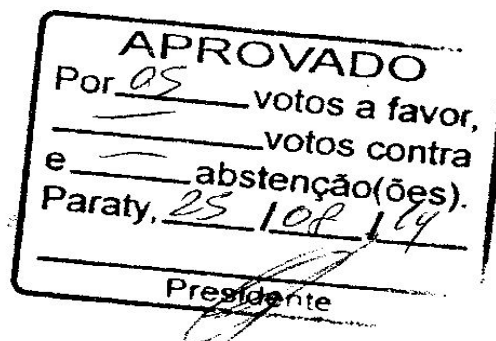 APROVADO
Por 05 votos a favor,
— votos contra
e — abstenção(ões).
Paraty, 25 / 08 / 14
Presidente